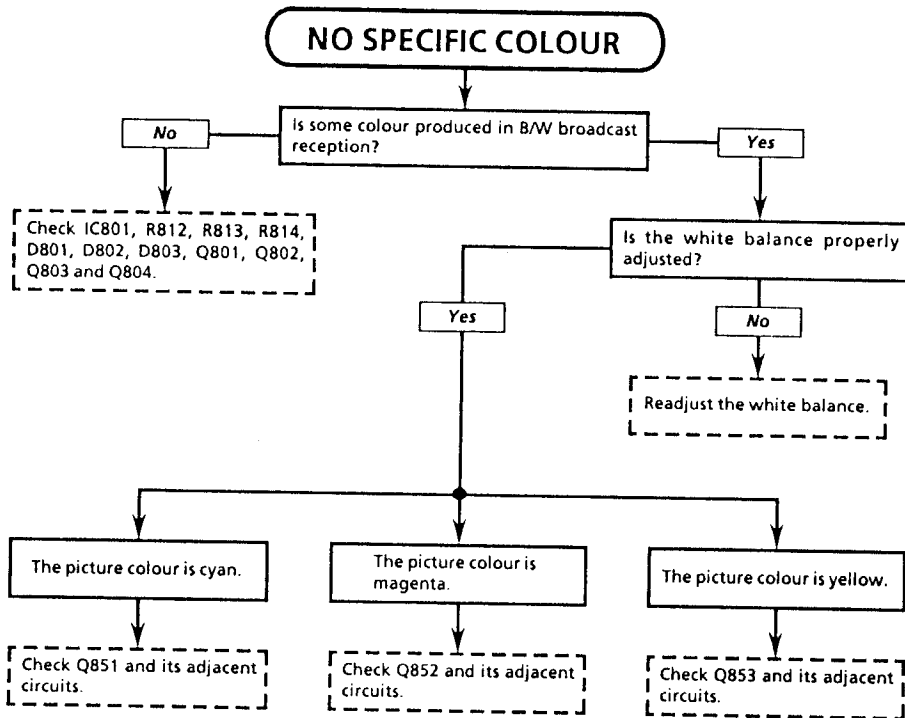 NO SPECIFIC COLOUR
Is some colour produced in B/W broadcast
reception?
No
Yes
Check IC801, R812, R813, R814,
D801, D802, D803, Q801, Q802,
Q803 and Q804.
Is the white balance properly
adjusted?
Yes
No
Readjust the white balance.
The picture colour is cyan.
The picture colour is
magenta.
The picture colour is yellow.
Check Q851 and its adjacent
circuits.
Check Q852 and its adjacent
circuits.
Check Q853 and its adjacent
circuits.